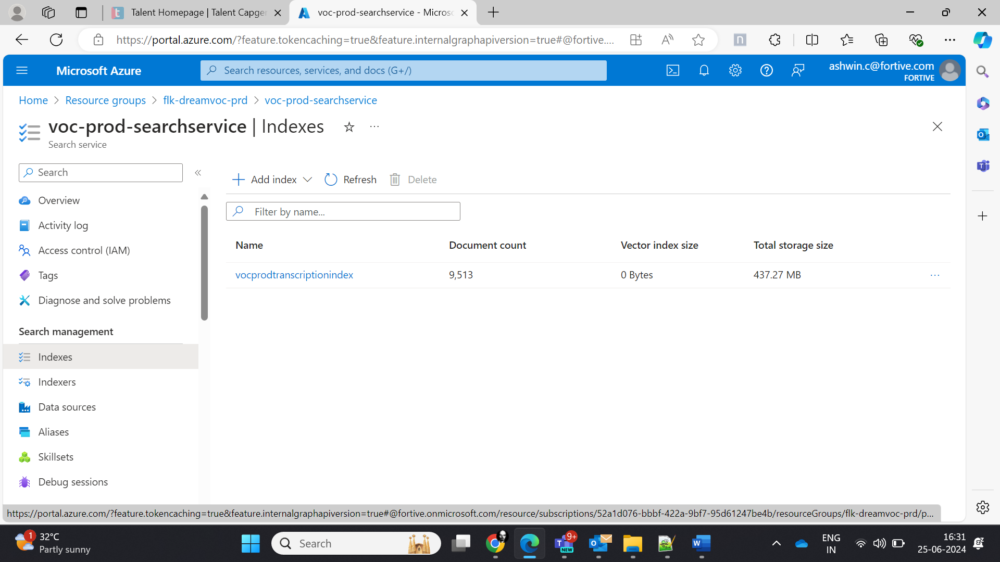 Talent Homepage | Talent Capger
voc-prod-searchservice - Microso
https://portal.azure.com/?feature.tokencaching=true&feature.internalgraphapiversion=true#@fortive....
Microsoft Azure
Search resources, services, and docs (G+/)
ashwin.c@fortive.com
FORTIVE
Home > Resource groups > flk-dreamvoc-prd > voc-prod-searchservice
voc-prod-searchservice | Indexes
Search service
Search
Add index
Refresh
Delete
Filter by name...
Overview
Activity log
Access control (IAM)
Tags
Diagnose and solve problems
Search management
Indexes
Indexers
Data sources
Aliases
Skillsets
Debug sessions
Name Document count Vector index size Total storage size
vocprodtranscriptionindex 9,513 0 Bytes 437.27 MB
https://portal.azure.com/?feature.tokencaching=true&feature.internalgraphapiversion=true#@fortive.onmicrosoft.com/resource/subscriptions/52a1d076-bbbf-422a-9bf7-95d61247be4b/resourceGroups/flk-dreamvoc-prd/p...
1
32°C
Partly sunny
Search
9+
NEW
ENG
IN
16:31
25-06-2024